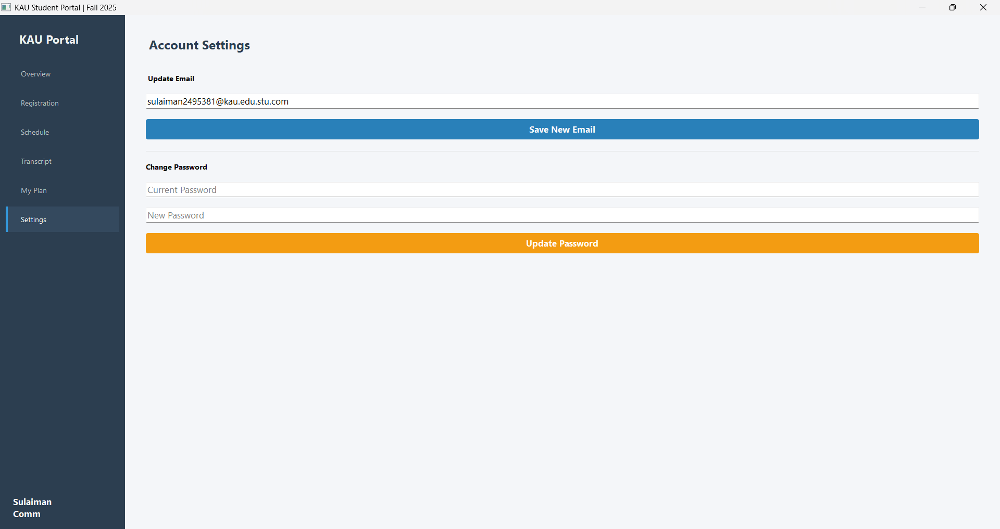 KAU Student Portal | Fall 2025
KAU Portal
Overview
Registration
Schedule
Transcript
My Plan
Settings
Sulaiman
Comm
Account Settings
Update Email
sulaiman2495381@kau.edu.stu.com
Save New Email
Change Password
Current Password
New Password
Update Password